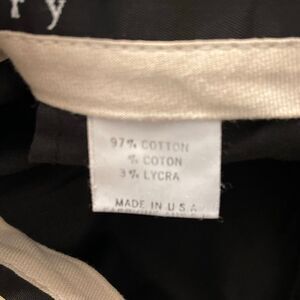 ry
97% COTTON
% COTON
3% LYCRA
MADE IN U.S.A